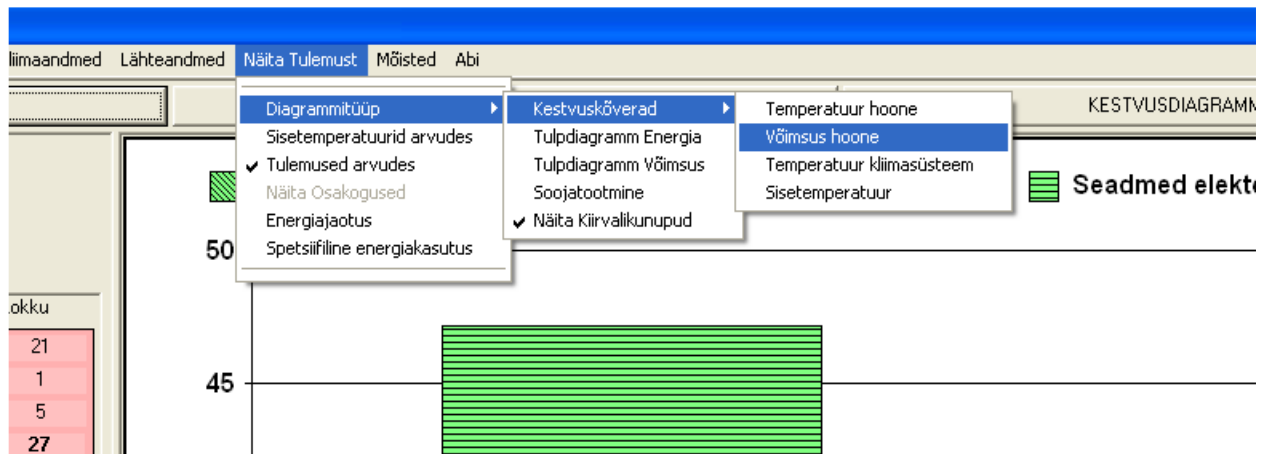 liimaandmed Lähteandmed Näita Tulemust Mõisted Abi
KESTVUSDIAGRAMM
Diagrammitüüp
Sisetemperatuurid arvudes
Tulemused arvudes
Näita Osakogused
Energiajaotus
Spetsiifiline energiakasutus
Kestvuskõverad
Tulpdiagramm Energia
Tulpdiagramm Võimsus
Soojatootmine
Näita Kiirvalikunupud
Temperatuur hoone
Võimsus hoone
Temperatuur kliimasüsteem
Sisetemperatuur
Seadmed elekt
50
45
okku
21
1
5
27